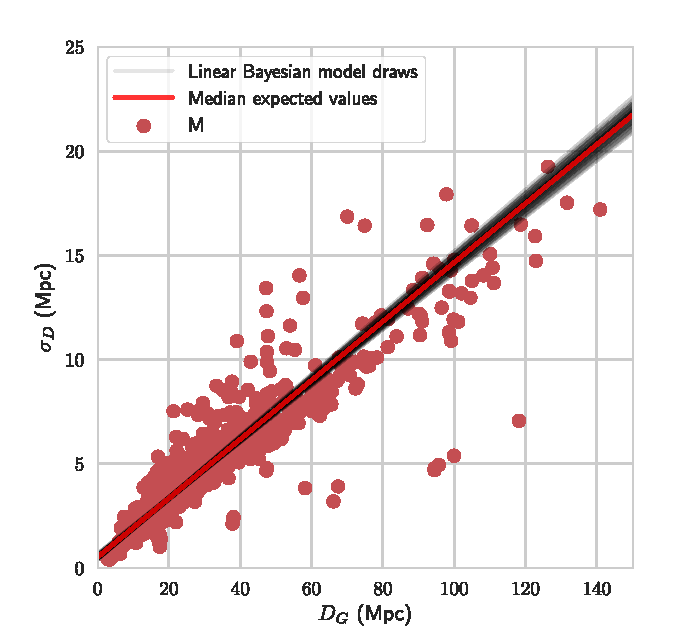 25
20
15
10
5
0
σ_D (Mpc)
Linear Bayesian model draws
Median expected values
M
0 20 40 60 80 100 120 140
D_G (Mpc)